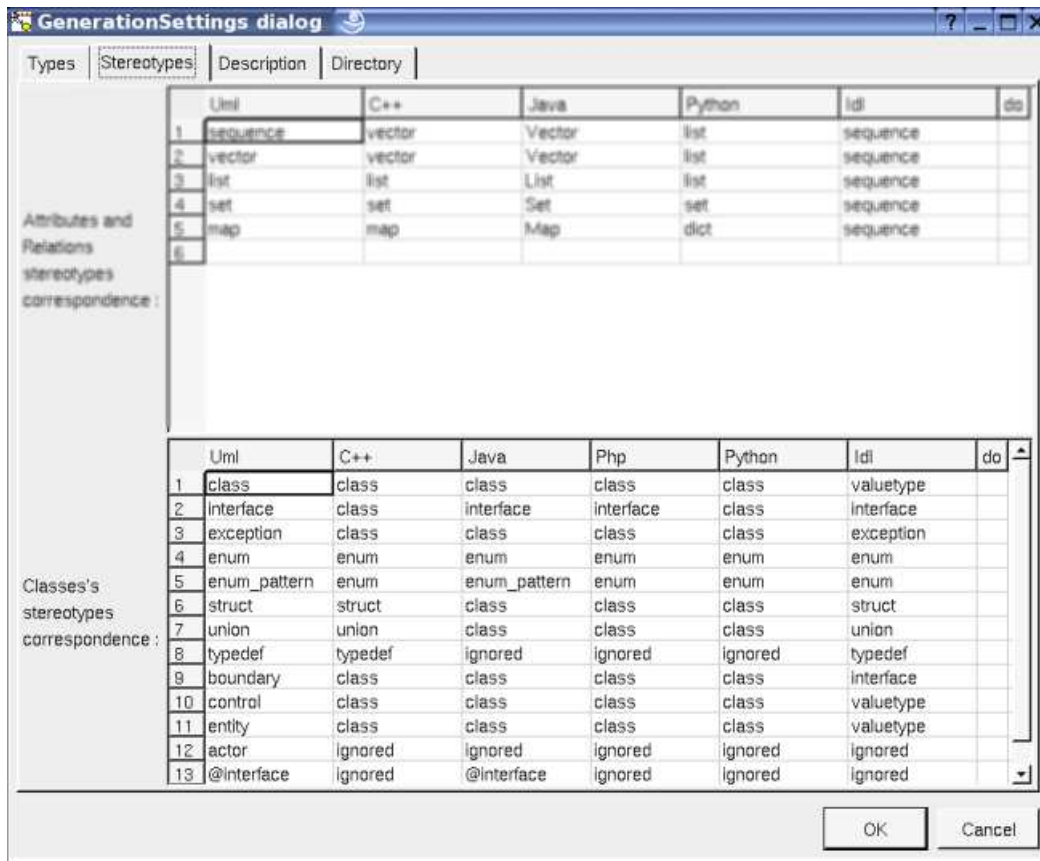 GenerationSettings dialog
Types Stereotypes Description Directory
Uml C++ Java Python Idl do
1 sequence vector Vector list sequence
2 vector vector Vector list sequence
3 list list List list sequence
4 set set Set set sequence
5 map map Map dict sequence
6
Attributes and
Relations
stereotypes
correspondence :
Uml C++ Java Php Python Idl do
1 class class class class class valuetype
2 interface class interface interface class interface
3 exception class class class class exception
4 enum enum enum enum enum enum
5 enum_pattern enum enum_pattern enum enum enum
6 struct struct class class class struct
7 union union class class class union
8 typedef typedef ignored ignored ignored typedef
9 boundary class class class class interface
10 control class class class class valuetype
11 entity class class class class valuetype
12 actor ignored ignored ignored ignored ignored
13 @interface ignored @interface ignored ignored ignored
Classes's
stereotypes
correspondence :
OK Cancel